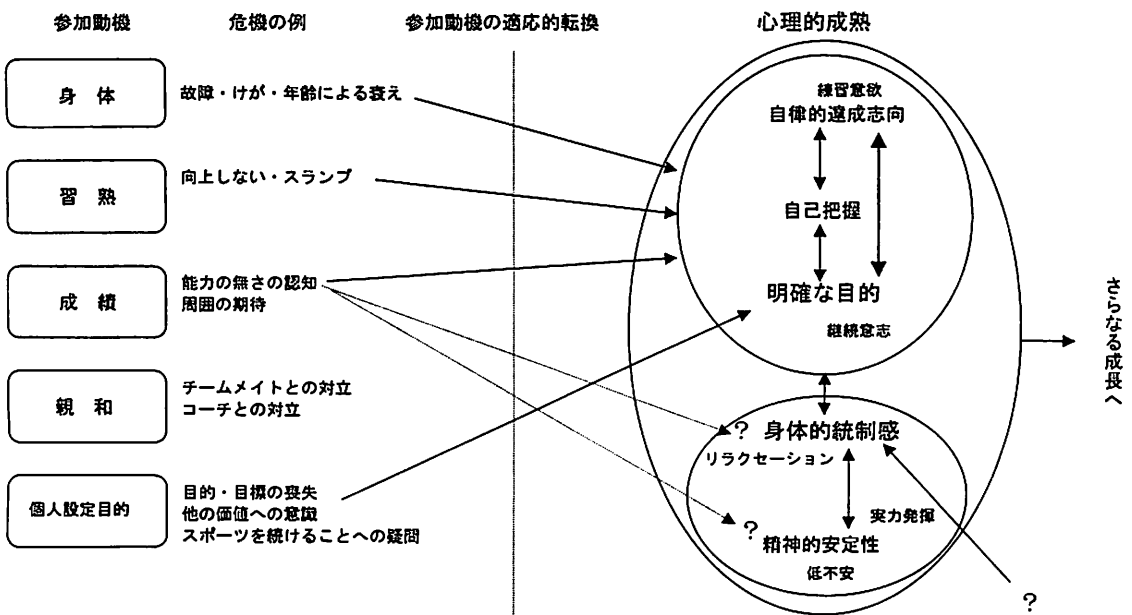 参加動機
危機の例
参加動機の適応的転換
心理的成熟
身 体
故障・けが・年齢による衰え
習 熟
向上しない・スランプ
成 績
能力の無さの認知
周囲の期待
親 和
チームメイトとの対立
コーチとの対立
個人設定目的
目的・目標の喪失
他の価値への意識
スポーツを続けることへの疑問
練習意欲
自律的達成志向
自己把握
明確な目的
継続意志
? 身体的統制感
リラクセーション
実力発揮
? 精神的安定性
低不安
?
さらなる成長へ